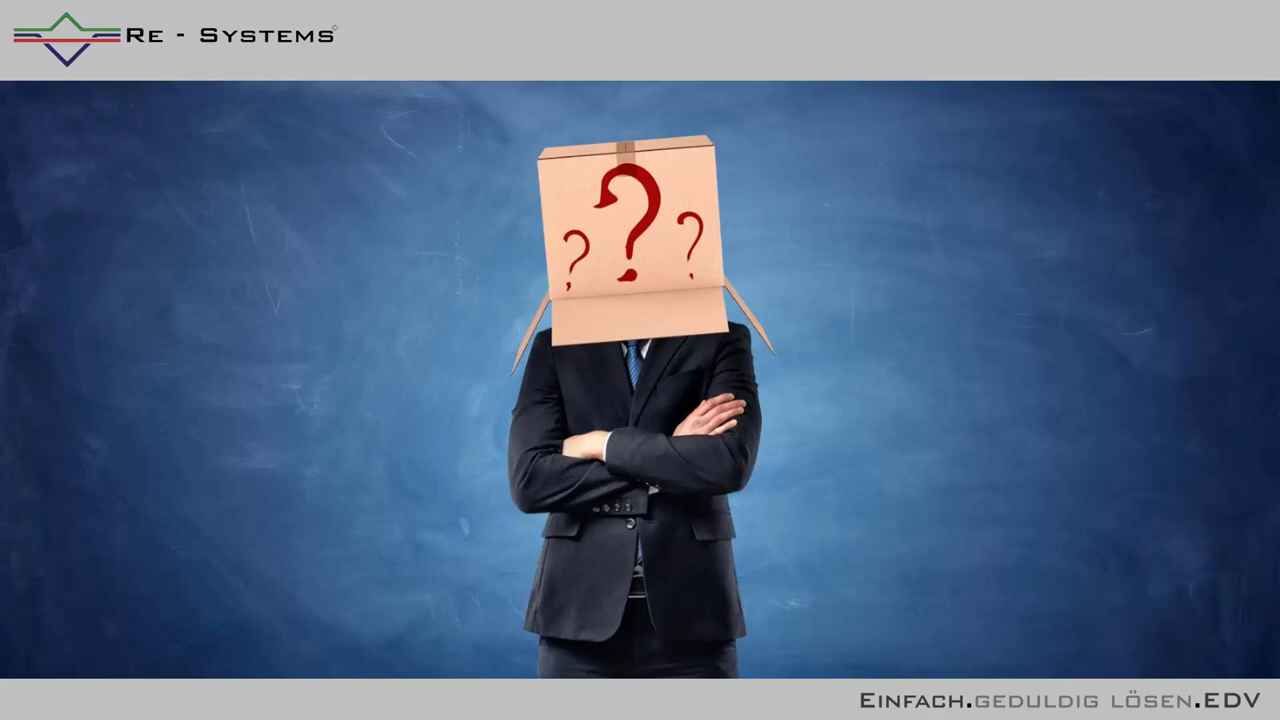 Re - Systems
? ? ?
Einfach.geduldig lösen.EDV